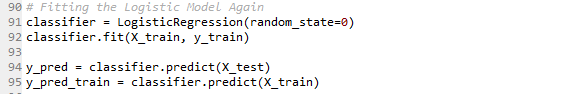 90 # Fitting the Logistic Model Again
91 classifier = LogisticRegression(random_state=0)
92 classifier.fit(X_train, y_train)
93
94 y_pred = classifier.predict(X_test)
95 y_pred_train = classifier.predict(X_train)